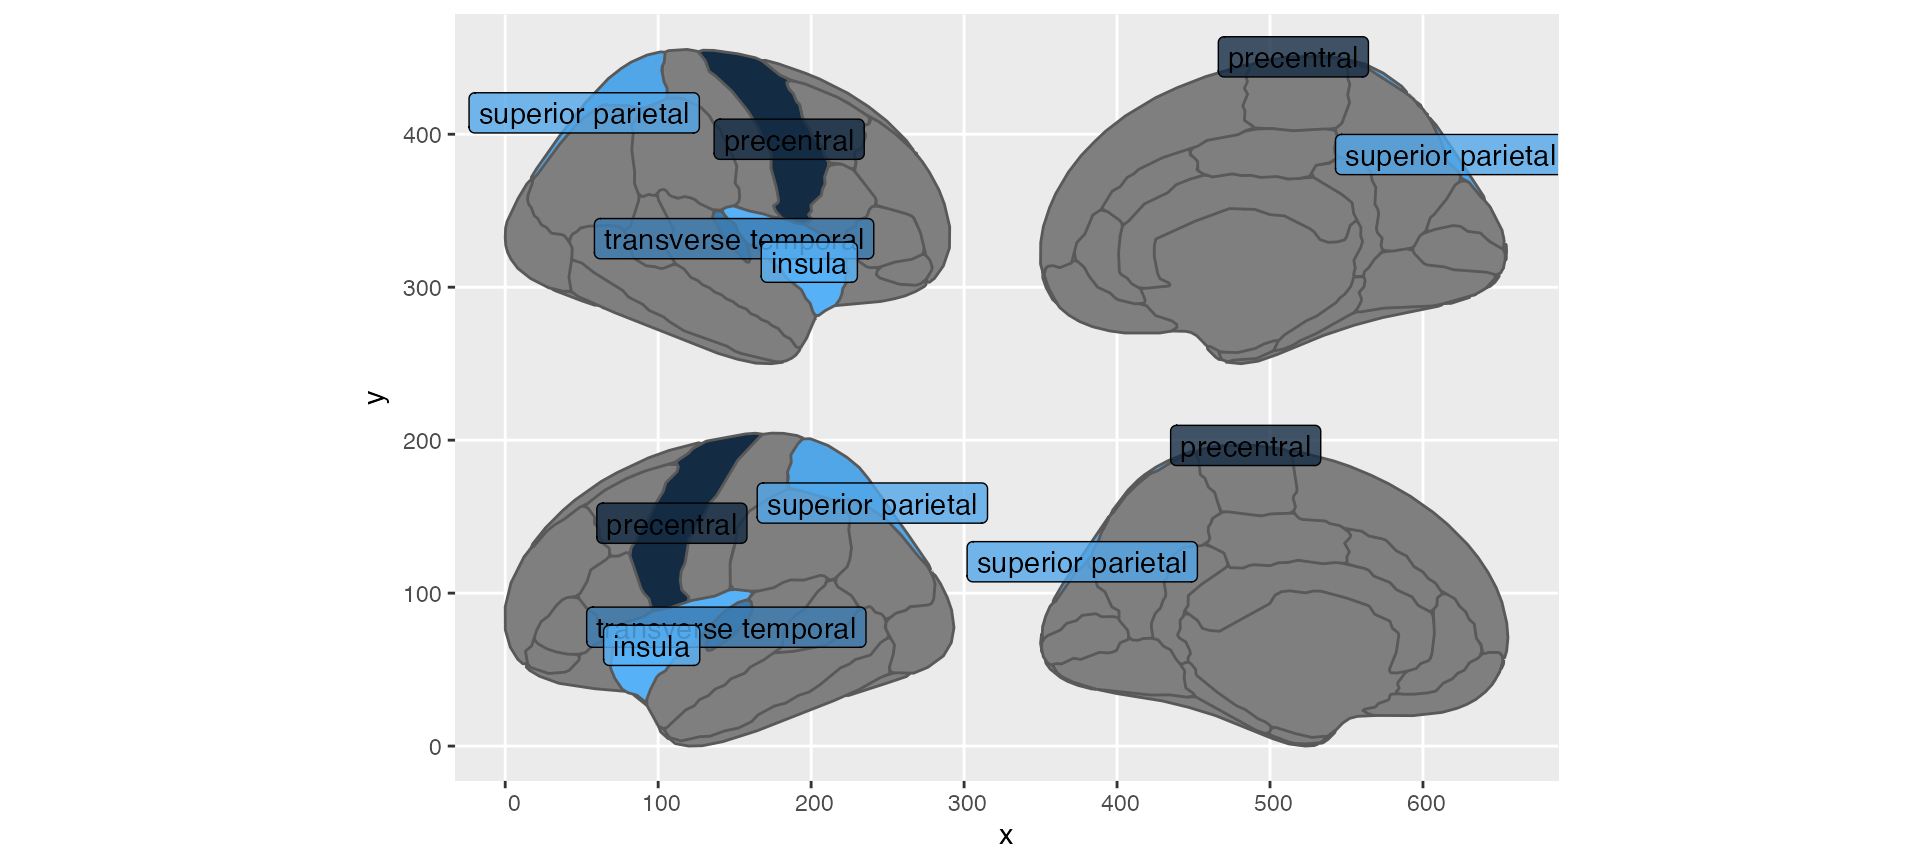 precentral
superior parietal
precentral
superior parietal
transverse temporal
insula
precentral
superior parietal
precentral
superior parietal
transverse temporal
insula
400
300
200
100
0
y
0 100 200 300 400 500 600
x